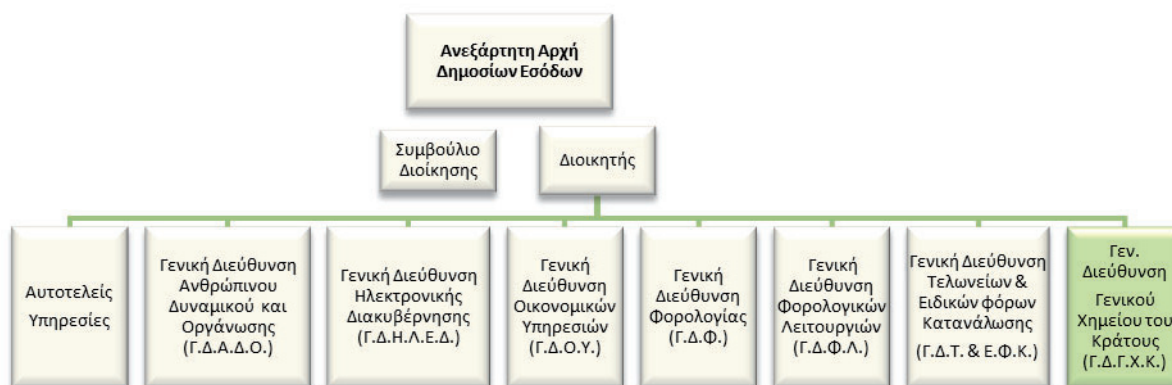 Ανεξάρτητη Αρχή
Δημοσίων Εσόδων
Συμβούλιο
Διοίκησης
Διοικητής
Αυτοτελείς
Υπηρεσίες
Γενική Διεύθυνση
Ανθρώπινου
Δυναμικού και
Οργάνωσης
(Γ.Δ.Α.Δ.Ο.)
Γενική Διεύθυνση
Ηλεκτρονικής
Διακυβέρνησης
(Γ.Δ.Η.Λ.Ε.Δ.)
Γενική
Διεύθυνση
Οικονομικών
Υπηρεσιών
(Γ.Δ.Ο.Υ.)
Γενική
Διεύθυνση
Φορολογίας
(Γ.Δ.Φ.)
Γενική
Διεύθυνση
Φορολογικών
Λειτουργιών
(Γ.Δ.Φ.Λ.)
Γενική Διεύθυνση
Τελωνείων &
Ειδικών φόρων
Κατανάλωσης
(Γ.Δ.Τ. & Ε.Φ.Κ.)
Γεν.
Διεύθυνση
Γενικού
Χημείου του
Κράτους
(Γ.Δ.Γ.Χ.Κ.)